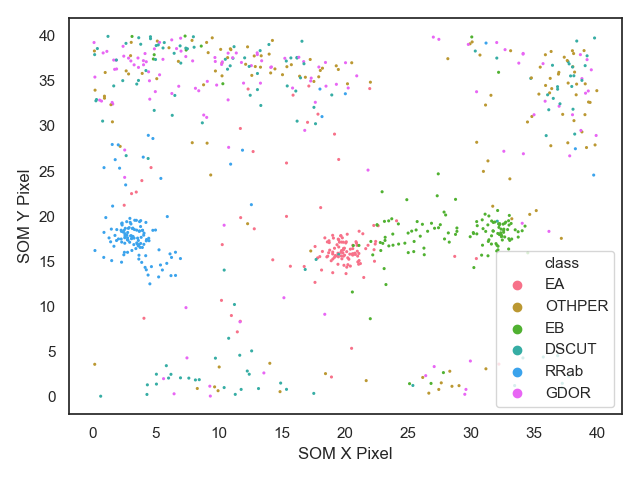 40
35
30
25
20
15
10
5
0
SOM Y Pixel
0 5 10 15 20 25 30 35 40
SOM X Pixel
class
EA
OTHPER
EB
DSCUT
RRab
GDOR